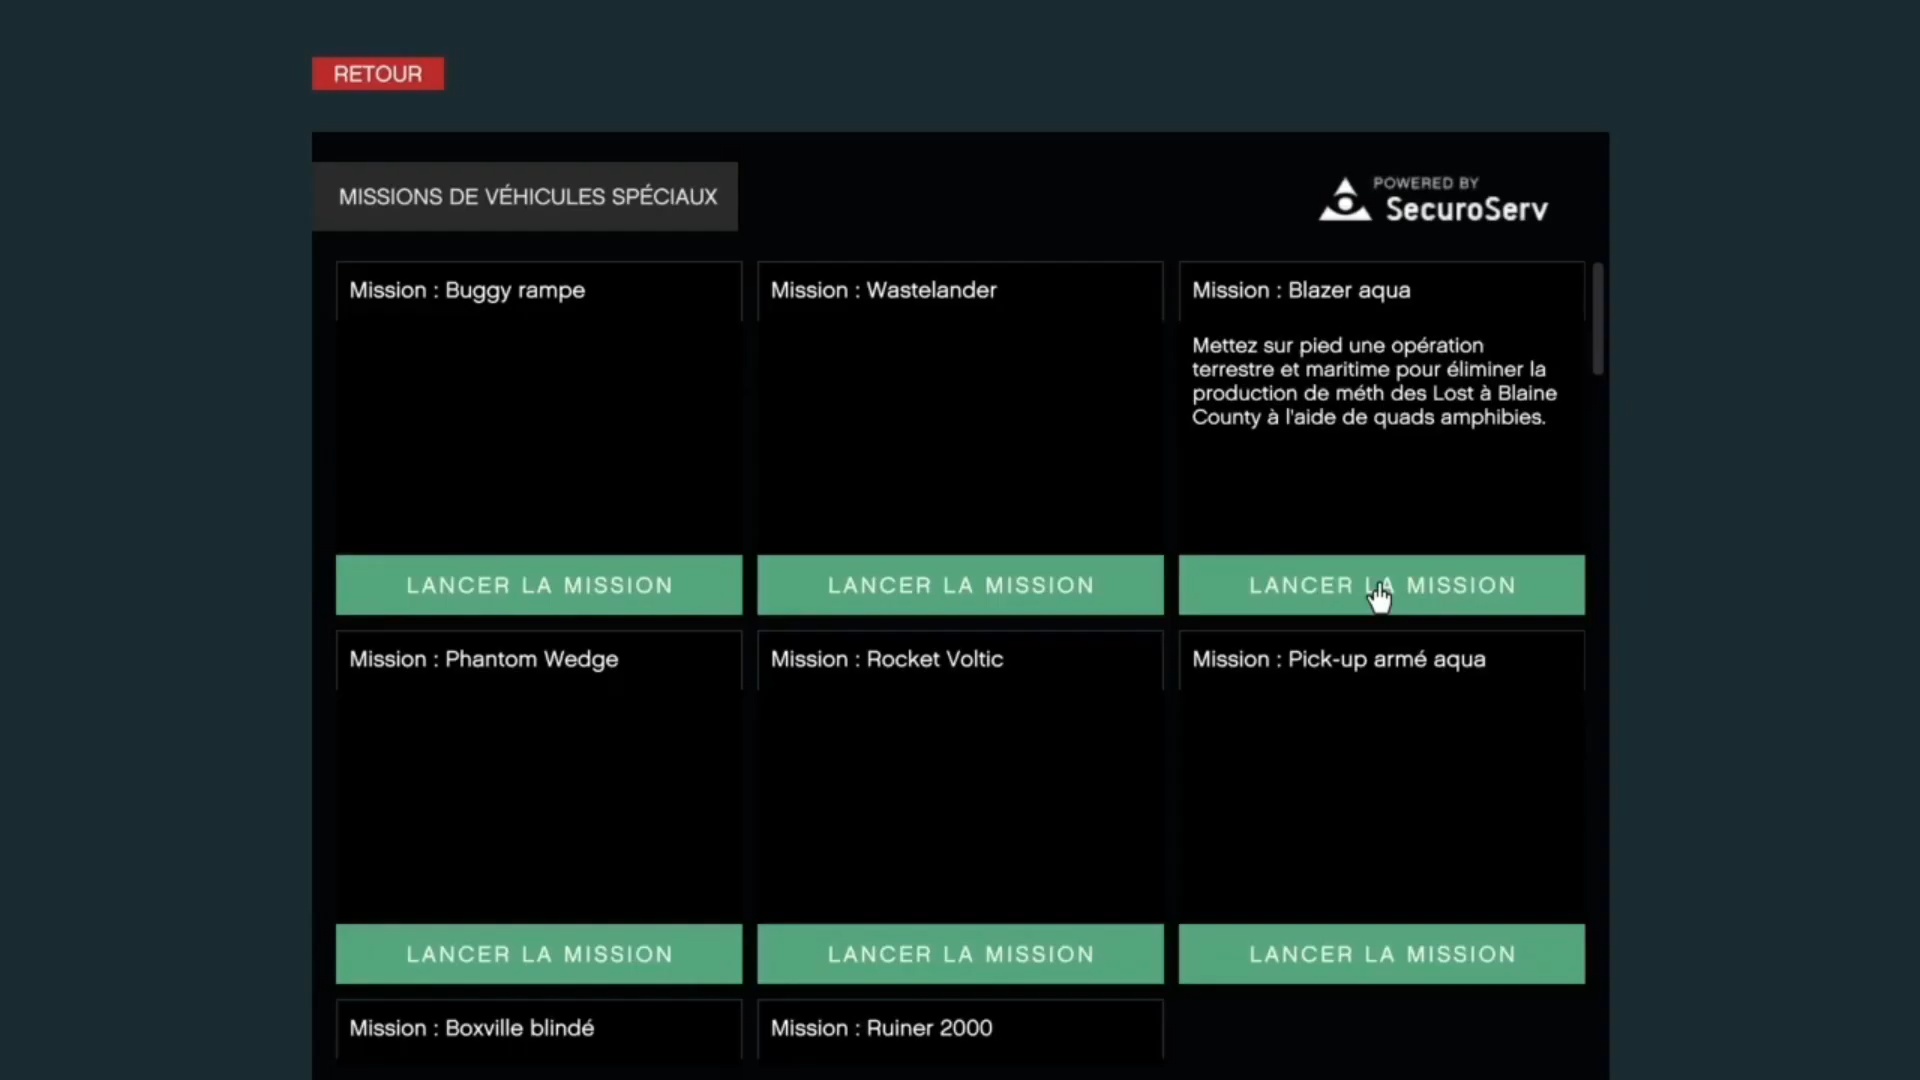 RETOUR
MISSIONS DE VÉHICULES SPÉCIAUX
POWERED BY
SecuroServ
Mission : Buggy rampe
Mission : Wastelander
Mission : Blazer aqua
Mettez sur pied une opération
terrestre et maritime pour éliminer la
production de méth des Lost à Blaine
County à l'aide de quads amphibies.
LANCER LA MISSION
LANCER LA MISSION
LANCER LA MISSION
Mission : Phantom Wedge
Mission : Rocket Voltic
Mission : Pick-up armé aqua
LANCER LA MISSION
LANCER LA MISSION
LANCER LA MISSION
Mission : Boxville blindé
Mission : Ruiner 2000